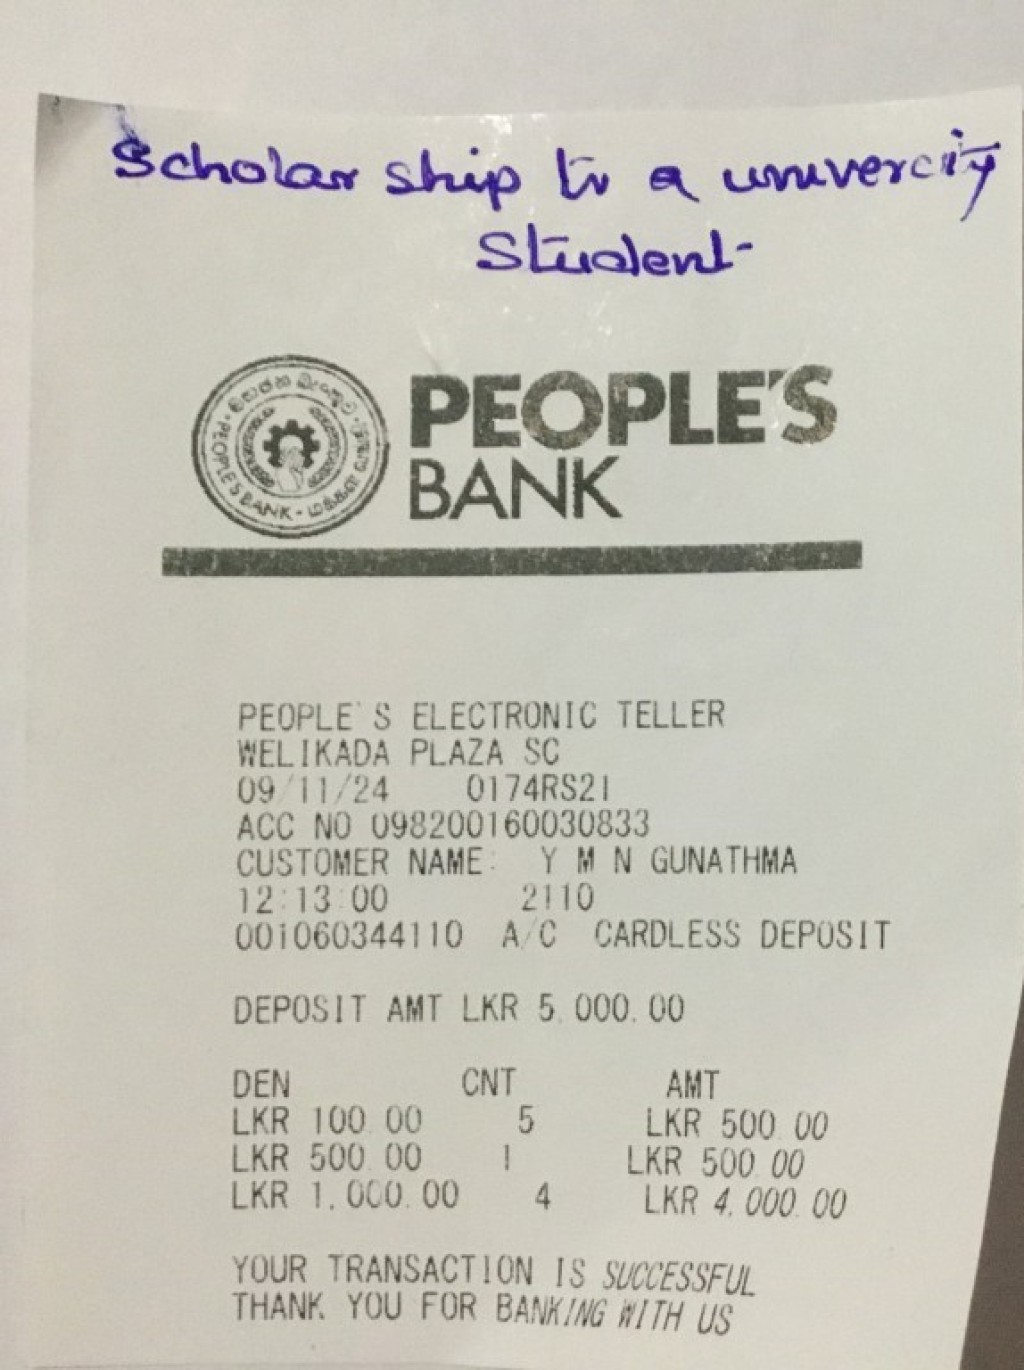 Scholar ship to a univercity
Student
PEOPLE'S BANK
PEOPLE'S
BANK
PEOPLE'S ELECTRONIC TELLER
WELIKADA PLAZA SC
09/11/24 0174RS21
ACC NO 098200160030833
CUSTOMER NAME: Y M N GUNATHMA
12:13:00 2110
001060344110 A/C CARDLESS DEPOSIT
DEPOSIT AMT LKR 5,000.00
DEN CNT AMT
LKR 100.00 5 LKR 500.00
LKR 500.00 1 LKR 500.00
LKR 1,000.00 4 LKR 4,000.00
YOUR TRANSACTION IS SUCCESSFUL
THANK YOU FOR BANKING WITH US